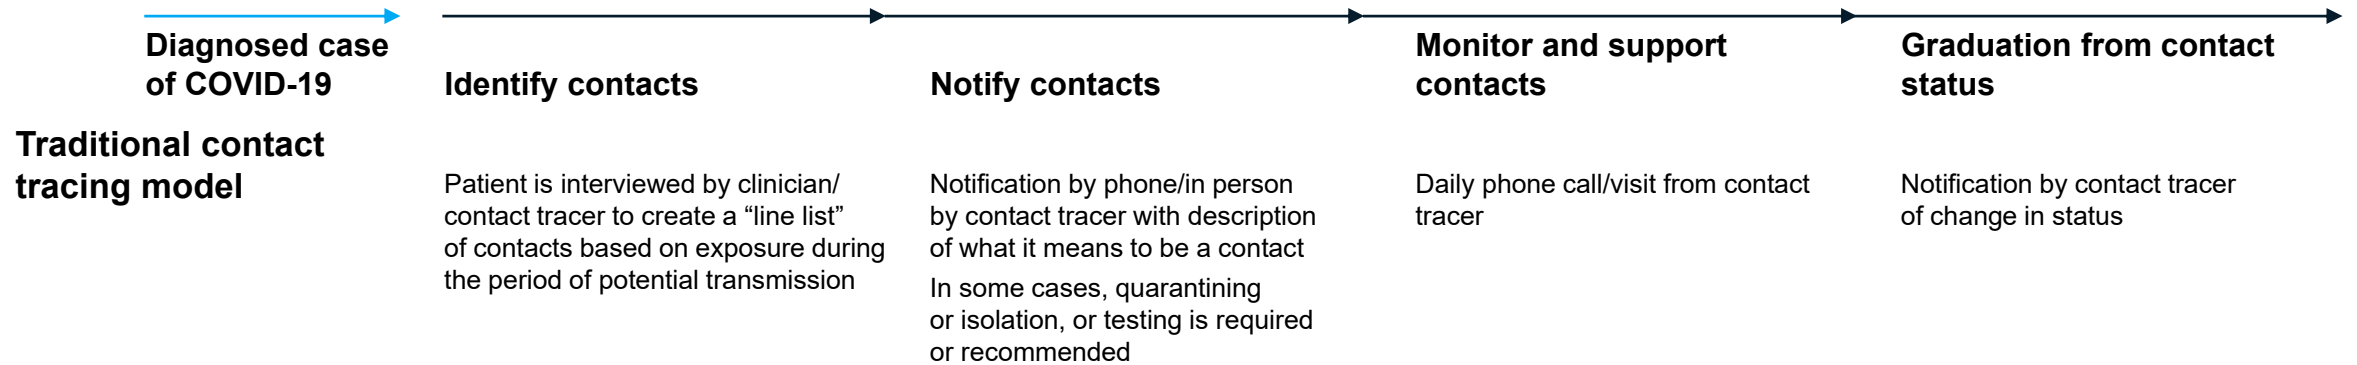 Diagnosed case
of COVID-19
Identify contacts
Notify contacts
Monitor and support
contacts
Graduation from contact
status
Traditional contact
tracing model
Patient is interviewed by clinician/
contact tracer to create a “line list”
of contacts based on exposure during
the period of potential transmission
Notification by phone/in person
by contact tracer with description
of what it means to be a contact
In some cases, quarantining
or isolation, or testing is required
or recommended
Daily phone call/visit from contact
tracer
Notification by contact tracer
of change in status